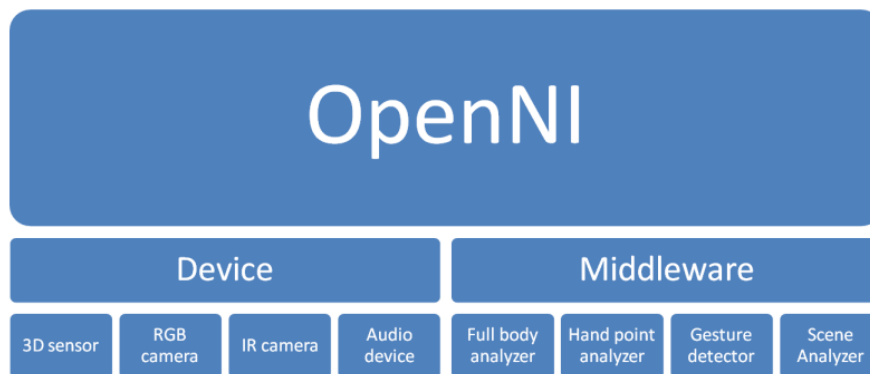 OpenNI
Device
Middleware
3D sensor
RGB
camera
IR camera
Audio
device
Full body
analyzer
Hand point
analyzer
Gesture
detector
Scene
Analyzer